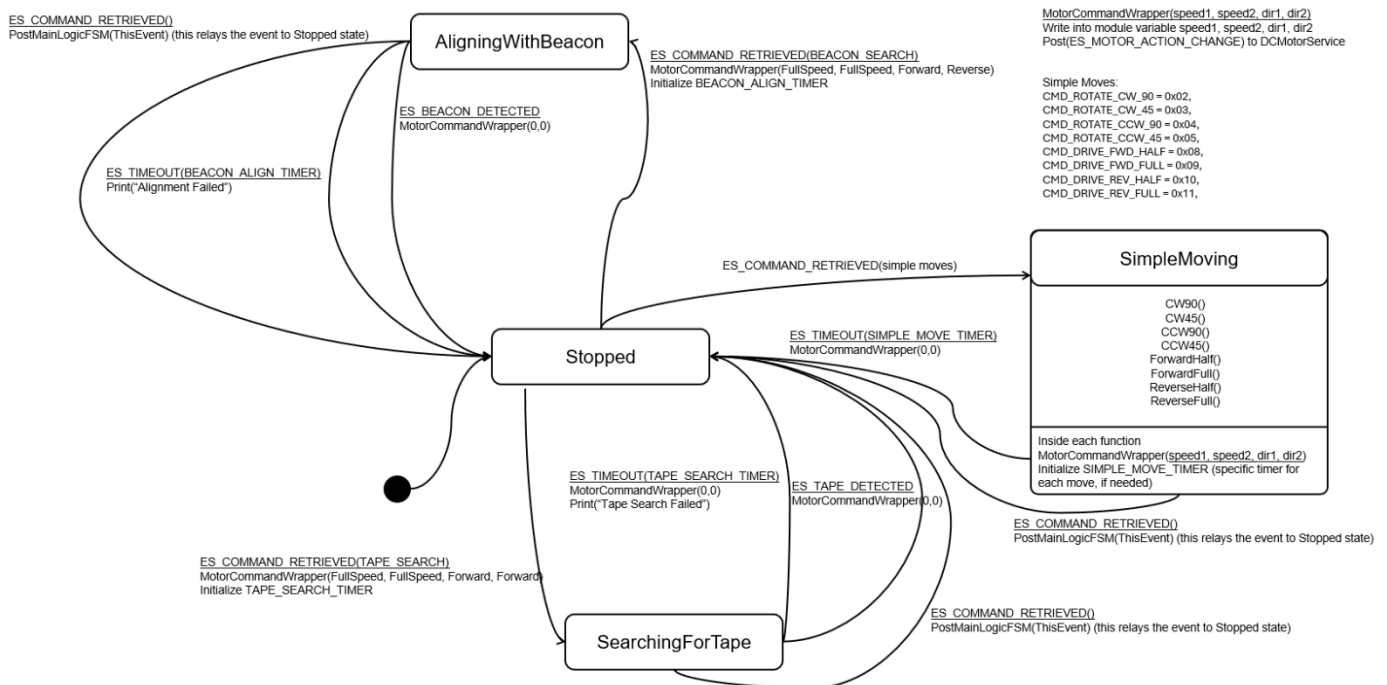 ES_COMMAND_RETRIEVED()
PostMainLogicFSM(ThisEvent) (this relays the event to Stopped state)
AligningWithBeacon
ES_COMMAND_RETRIEVED(BEACON_SEARCH)
MotorCommandWrapper(FullSpeed, FullSpeed, Forward, Reverse)
Initialize BEACON_ALIGN_TIMER
MotorCommandWrapper(speed1, speed2, dir1, dir2)
Write into module variable speed1, speed2, dir1, dir2
Post(ES_MOTOR_ACTION_CHANGE) to DCMotorService
Simple Moves:
CMD_ROTATE_CW_90 = 0x02,
CMD_ROTATE_CW_45 = 0x03,
CMD_ROTATE_CCW_90 = 0x04,
CMD_ROTATE_CCW_45 = 0x05,
CMD_DRIVE_FWD_HALF = 0x08,
CMD_DRIVE_FWD_FULL = 0x09,
CMD_DRIVE_REV_HALF = 0x10,
CMD_DRIVE_REV_FULL = 0x11,
ES_BEACON_DETECTED
MotorCommandWrapper(0,0)
ES_TIMEOUT(BEACON_ALIGN_TIMER)
Print("Alignment Failed")
ES_COMMAND_RETRIEVED(simple moves)
SimpleMoving
CW90()
CW45()
CCW90()
CCW45()
ForwardHalf()
ForwardFull()
ReverseHalf()
ReverseFull()
Inside each function
MotorCommandWrapper(speed1, speed2, dir1, dir2)
Initialize SIMPLE_MOVE_TIMER (specific timer for
each move, if needed)
Stopped
ES_TIMEOUT(SIMPLE_MOVE_TIMER)
MotorCommandWrapper(0,0)
ES_TIMEOUT(TAPE_SEARCH_TIMER)
MotorCommandWrapper(0,0)
Print("Tape Search Failed")
ES_TAPE_DETECTED
MotorCommandWrapper(0,0)
ES_COMMAND_RETRIEVED()
PostMainLogicFSM(ThisEvent) (this relays the event to Stopped state)
ES_COMMAND_RETRIEVED(TAPE_SEARCH)
MotorCommandWrapper(FullSpeed, FullSpeed, Forward, Forward)
Initialize TAPE_SEARCH_TIMER
ES_COMMAND_RETRIEVED()
PostMainLogicFSM(ThisEvent) (this relays the event to Stopped state)
SearchingForTape